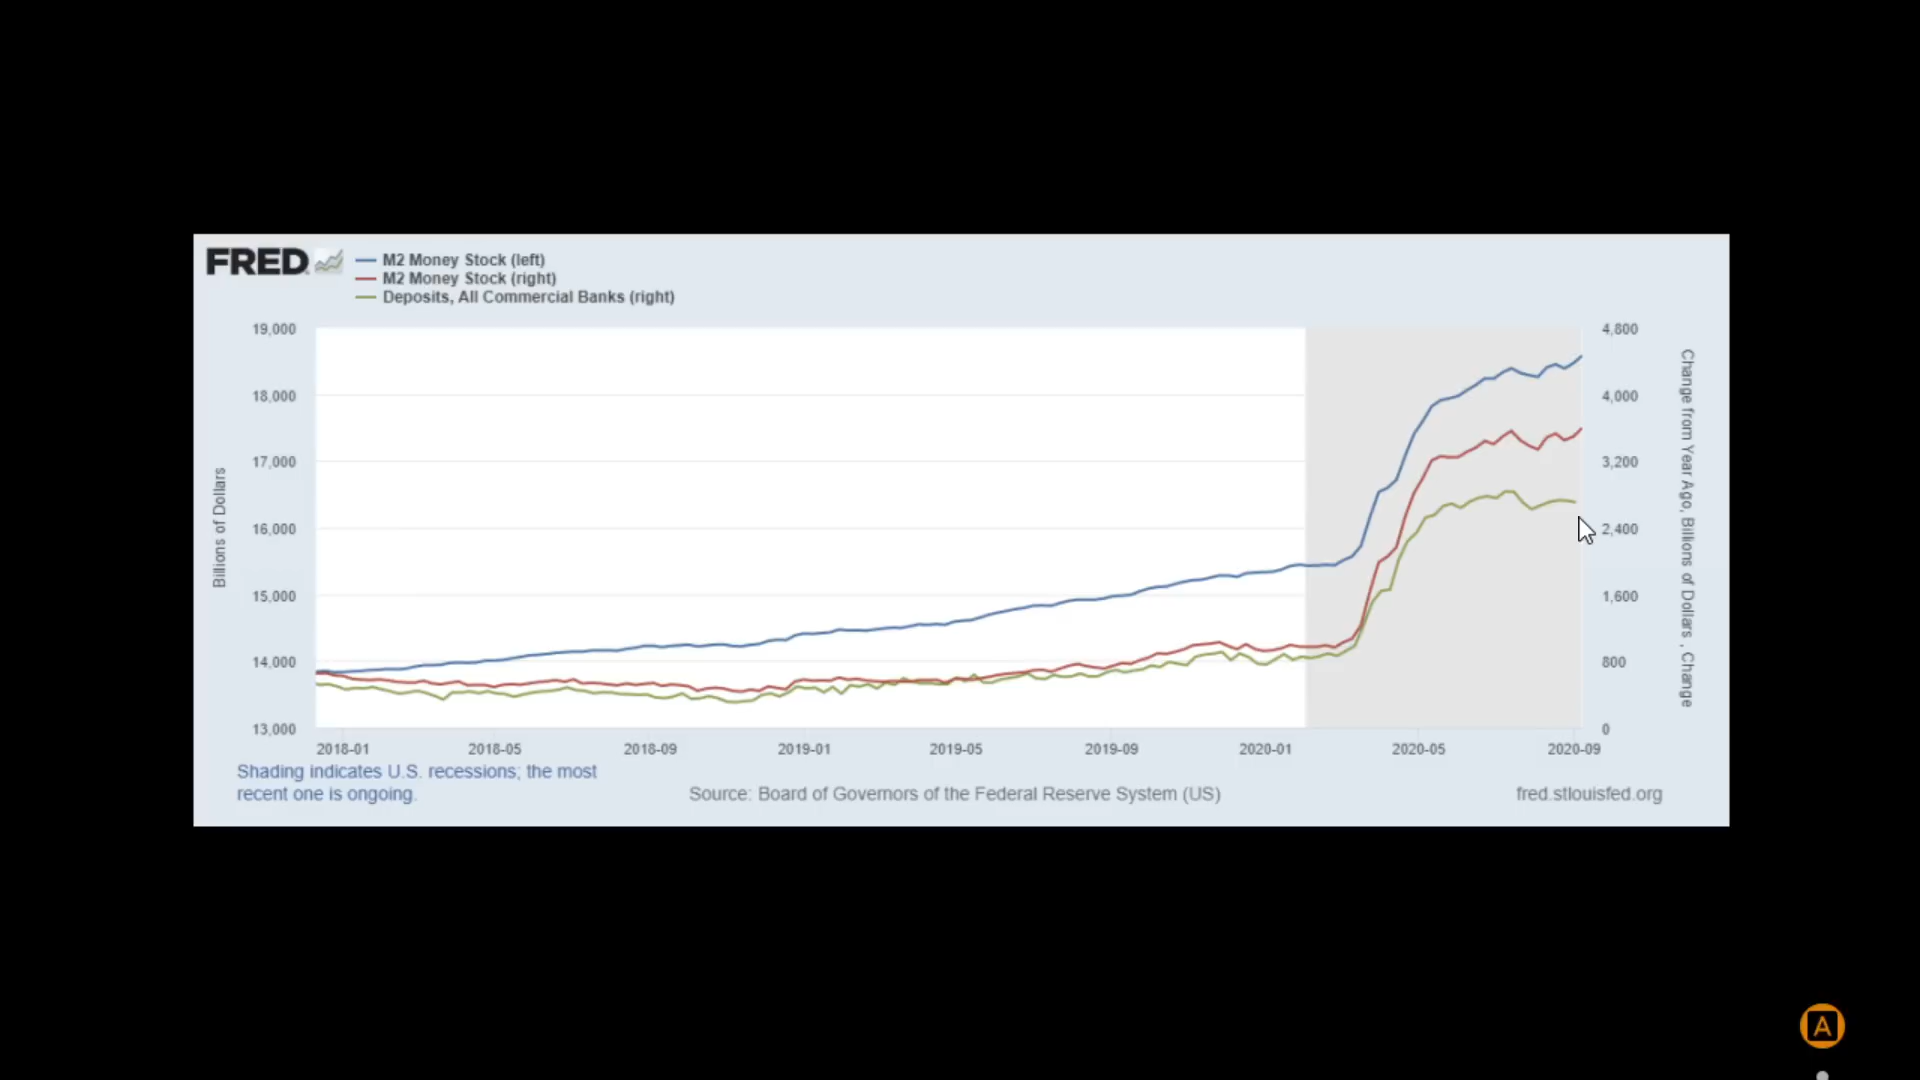 FRED
M2 Money Stock (left)
M2 Money Stock (right)
Deposits, All Commercial Banks (right)
19,000
18,000
17,000
16,000
15,000
14,000
13,000
Billions of Dollars
4,800
4,000
3,200
2,400
1,600
800
0
Change from Year Ago, Billions of Dollars , Change
2018-01 2018-05 2018-09 2019-01 2019-05 2019-09 2020-01 2020-05 2020-09
Shading indicates U.S. recessions; the most
recent one is ongoing.
Source: Board of Governors of the Federal Reserve System (US)
fred.stlouisfed.org
A